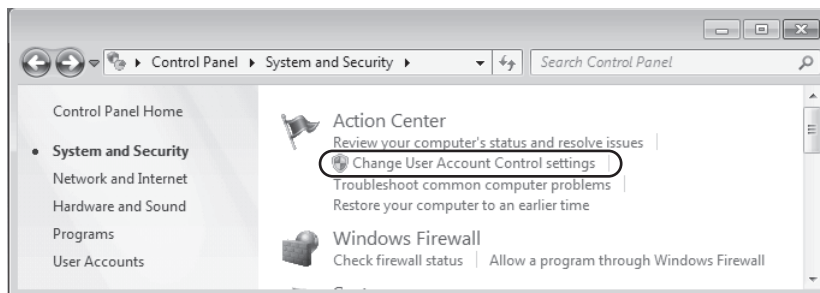 Control Panel System and Security Search Control Panel
Control Panel Home
System and Security
Network and Internet
Hardware and Sound
Programs
User Accounts
Action Center
Review your computer's status and resolve issues
Change User Account Control settings
Troubleshoot common computer problems
Restore your computer to an earlier time
Windows Firewall
Check firewall status Allow a program through Windows Firewall